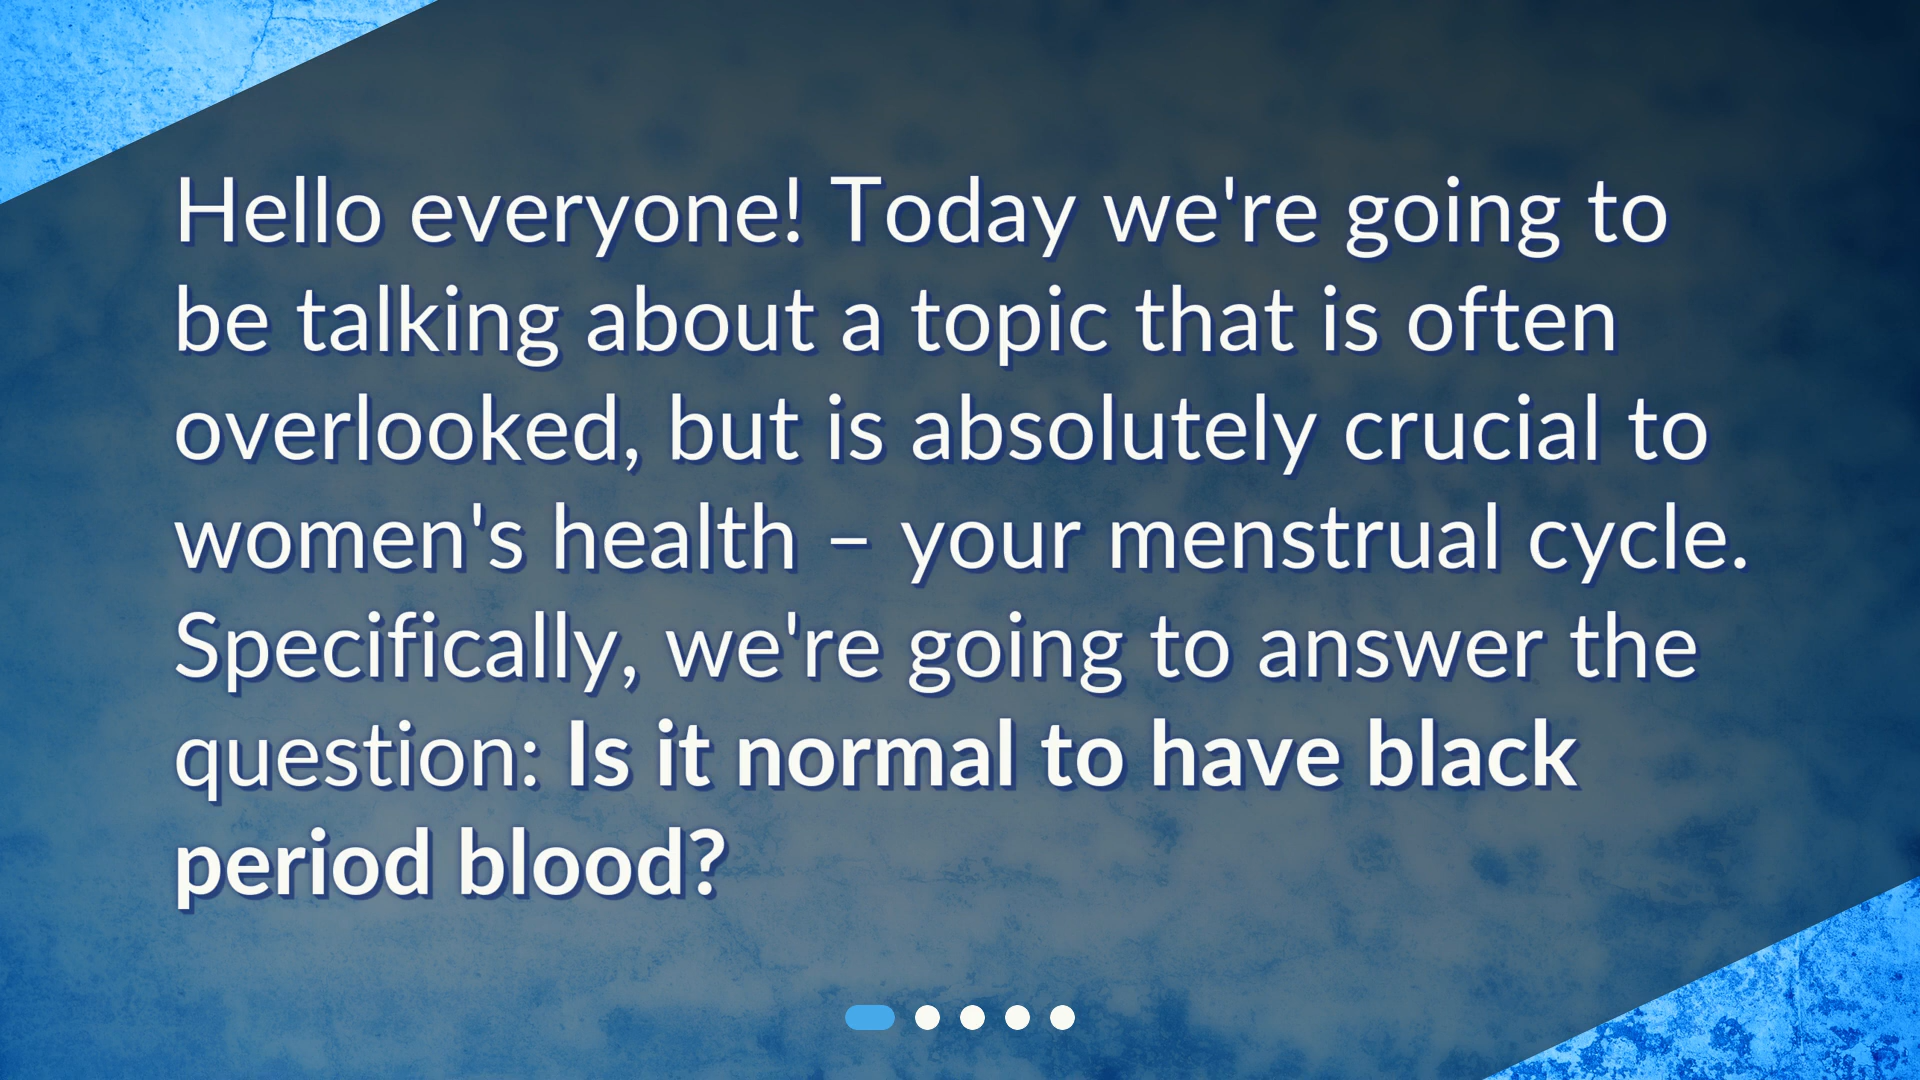 Hello everyone! Today we're going to
be talking about a topic that is often
overlooked, but is absolutely crucial to
women's health – your menstrual cycle.
Specifically, we're going to answer the
question: Is it normal to have black
period blood?